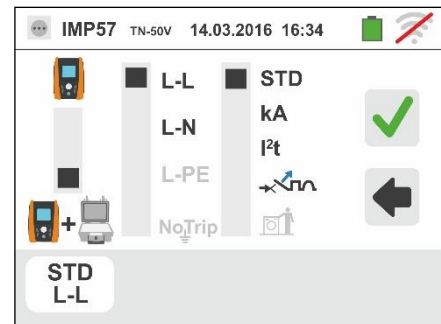 IMP57 TN-50V 14.03.2016 16:34
L-L STD
L-N kA
I²t
L-PE
NoTrip
+
STD
L-L